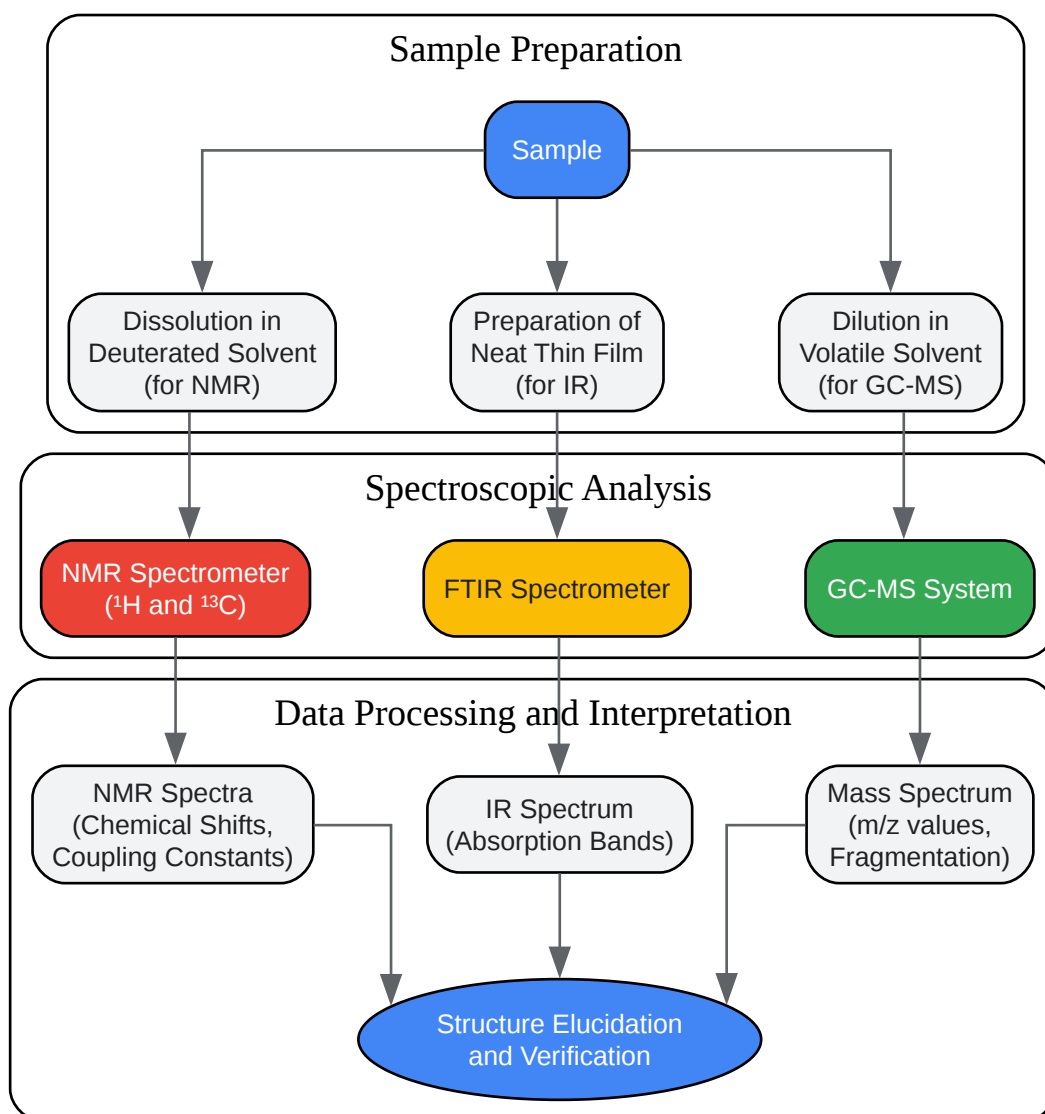 Sample Preparation
Sample
Dissolution in
Deuterated Solvent
(for NMR)
Preparation of
Neat Thin Film
(for IR)
Dilution in
Volatile Solvent
(for GC-MS)
Spectroscopic Analysis
NMR Spectrometer
(¹H and ¹³C)
FTIR Spectrometer
GC-MS System
Data Processing and Interpretation
NMR Spectra
(Chemical Shifts,
Coupling Constants)
IR Spectrum
(Absorption Bands)
Mass Spectrum
(m/z values,
Fragmentation)
Structure Elucidation
and Verification